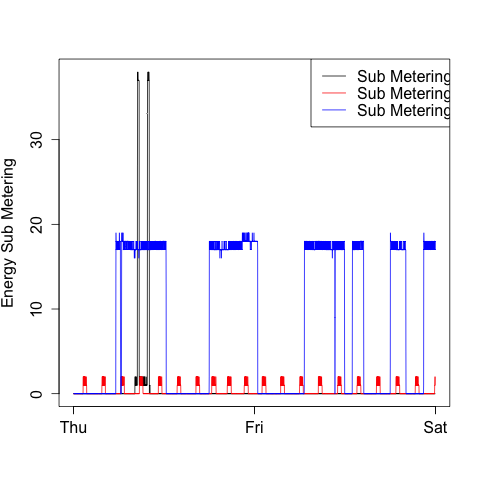 Sub Metering
Sub Metering
Sub Metering
Energy Sub Metering
30
20
10
0
Thu Fri Sat